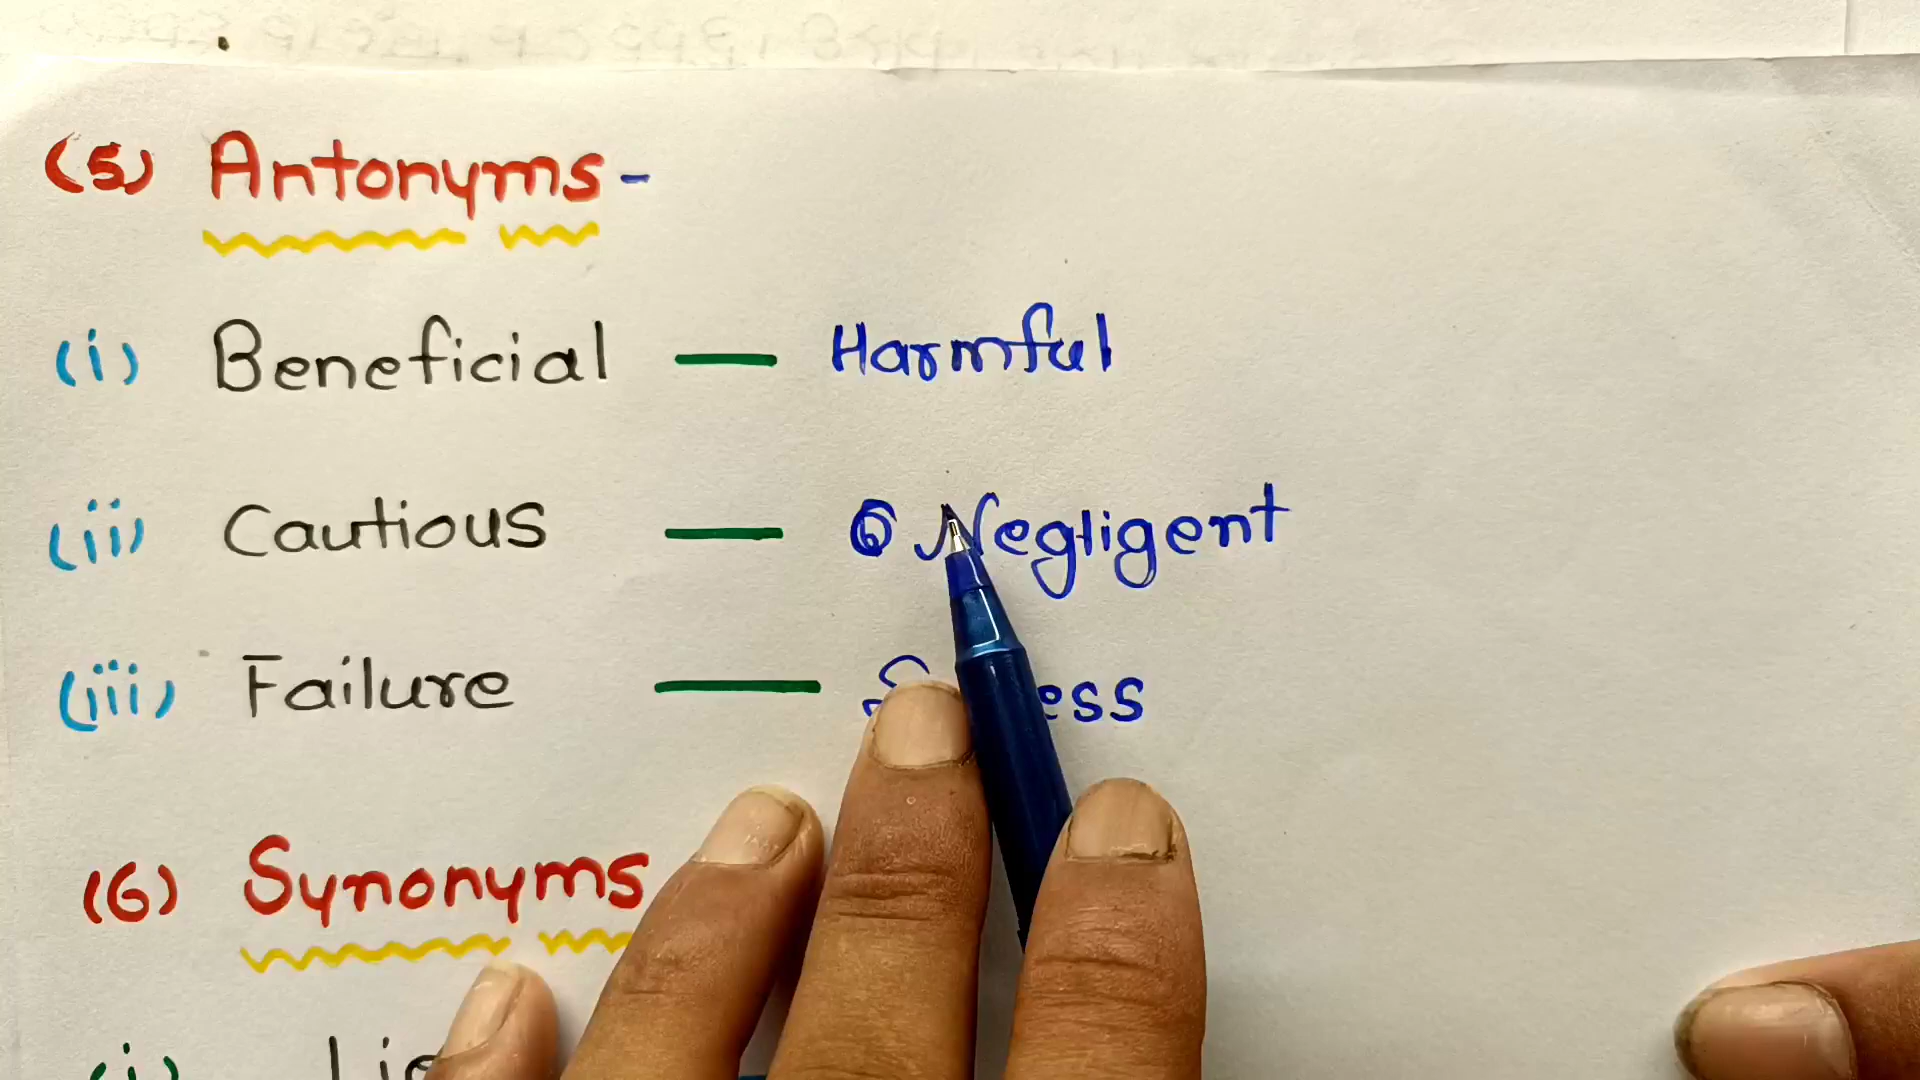 (5) Antonyms -
(i) Beneficial — Harmful
(ii) Cautious — Negligent
(iii) Failure —
(6) Synonyms
(i)